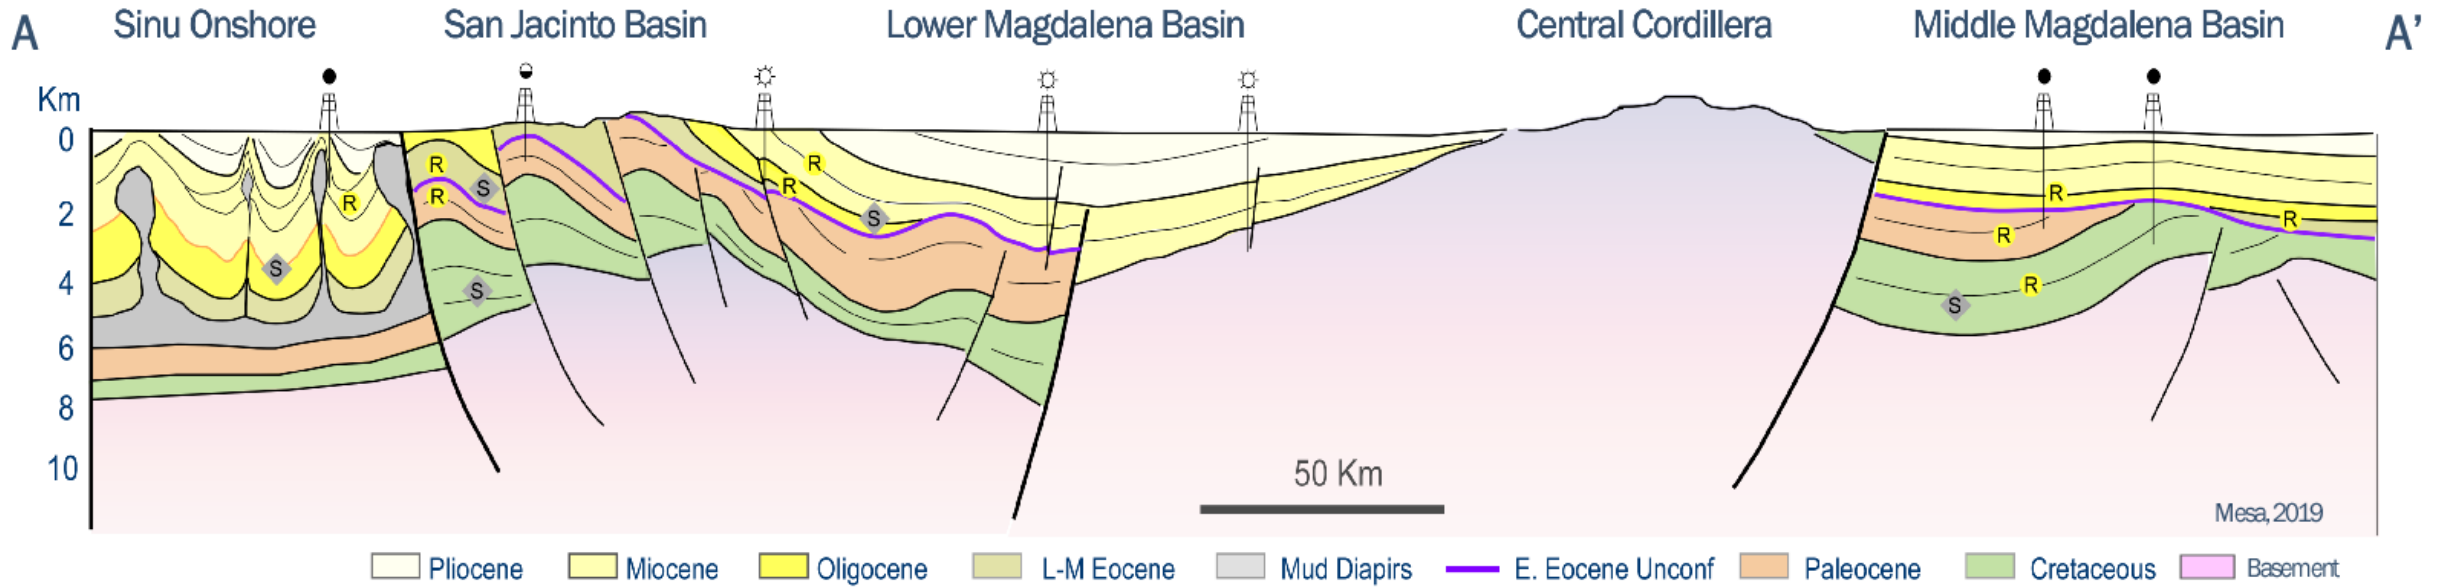 A Sinu Onshore San Jacinto Basin Lower Magdalena Basin Central Cordillera Middle Magdalena Basin A'
Km
0
2
4
6
8
10
R
R
S
R
S
S
R
R
S
R
R
R
R
S
50 Km
Mesa, 2019
Pliocene Miocene Oligocene L-M Eocene Mud Diapirs E. Eocene Unconf Paleocene Cretaceous Basement